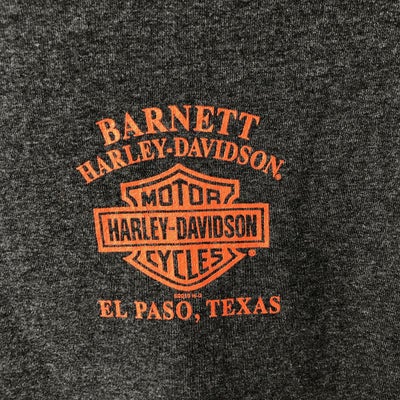 BARNETT
HARLEY-DAVIDSON®
MOTOR
HARLEY-DAVIDSON
CYCLES®
EL PASO, TEXAS